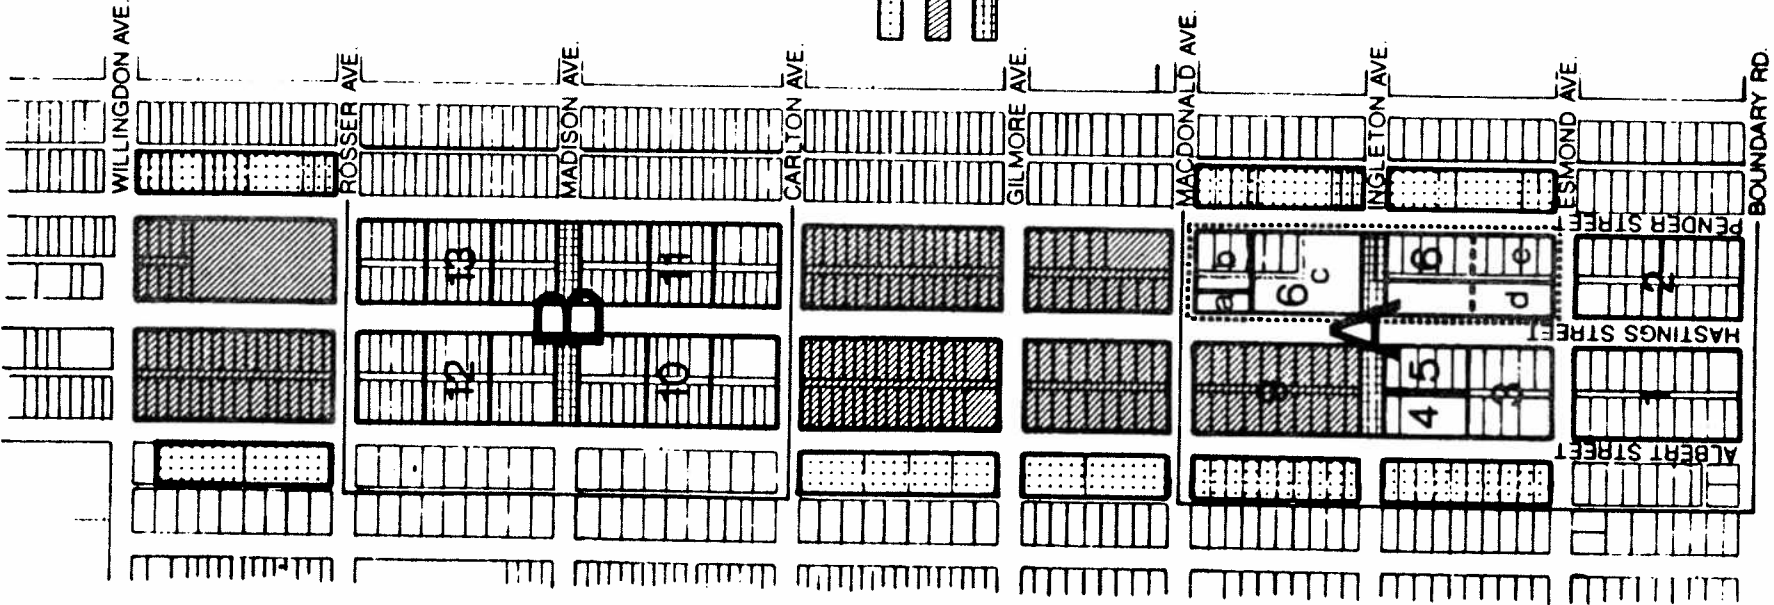 WILLINGDON AVE.
ROSSER AVE.
MADISON AVE.
CARLTON AVE.
GILMORE AVE.
MACDONALD AVE.
INGLETON AVE.
ESMOND AVE.
BOUNDARY RD.
PENDER STREET
HASTINGS STREET
ALBERT STREET
13
11
B
12
10
b
a
6
c
6
e
d
A
2
9
5
4
3
1